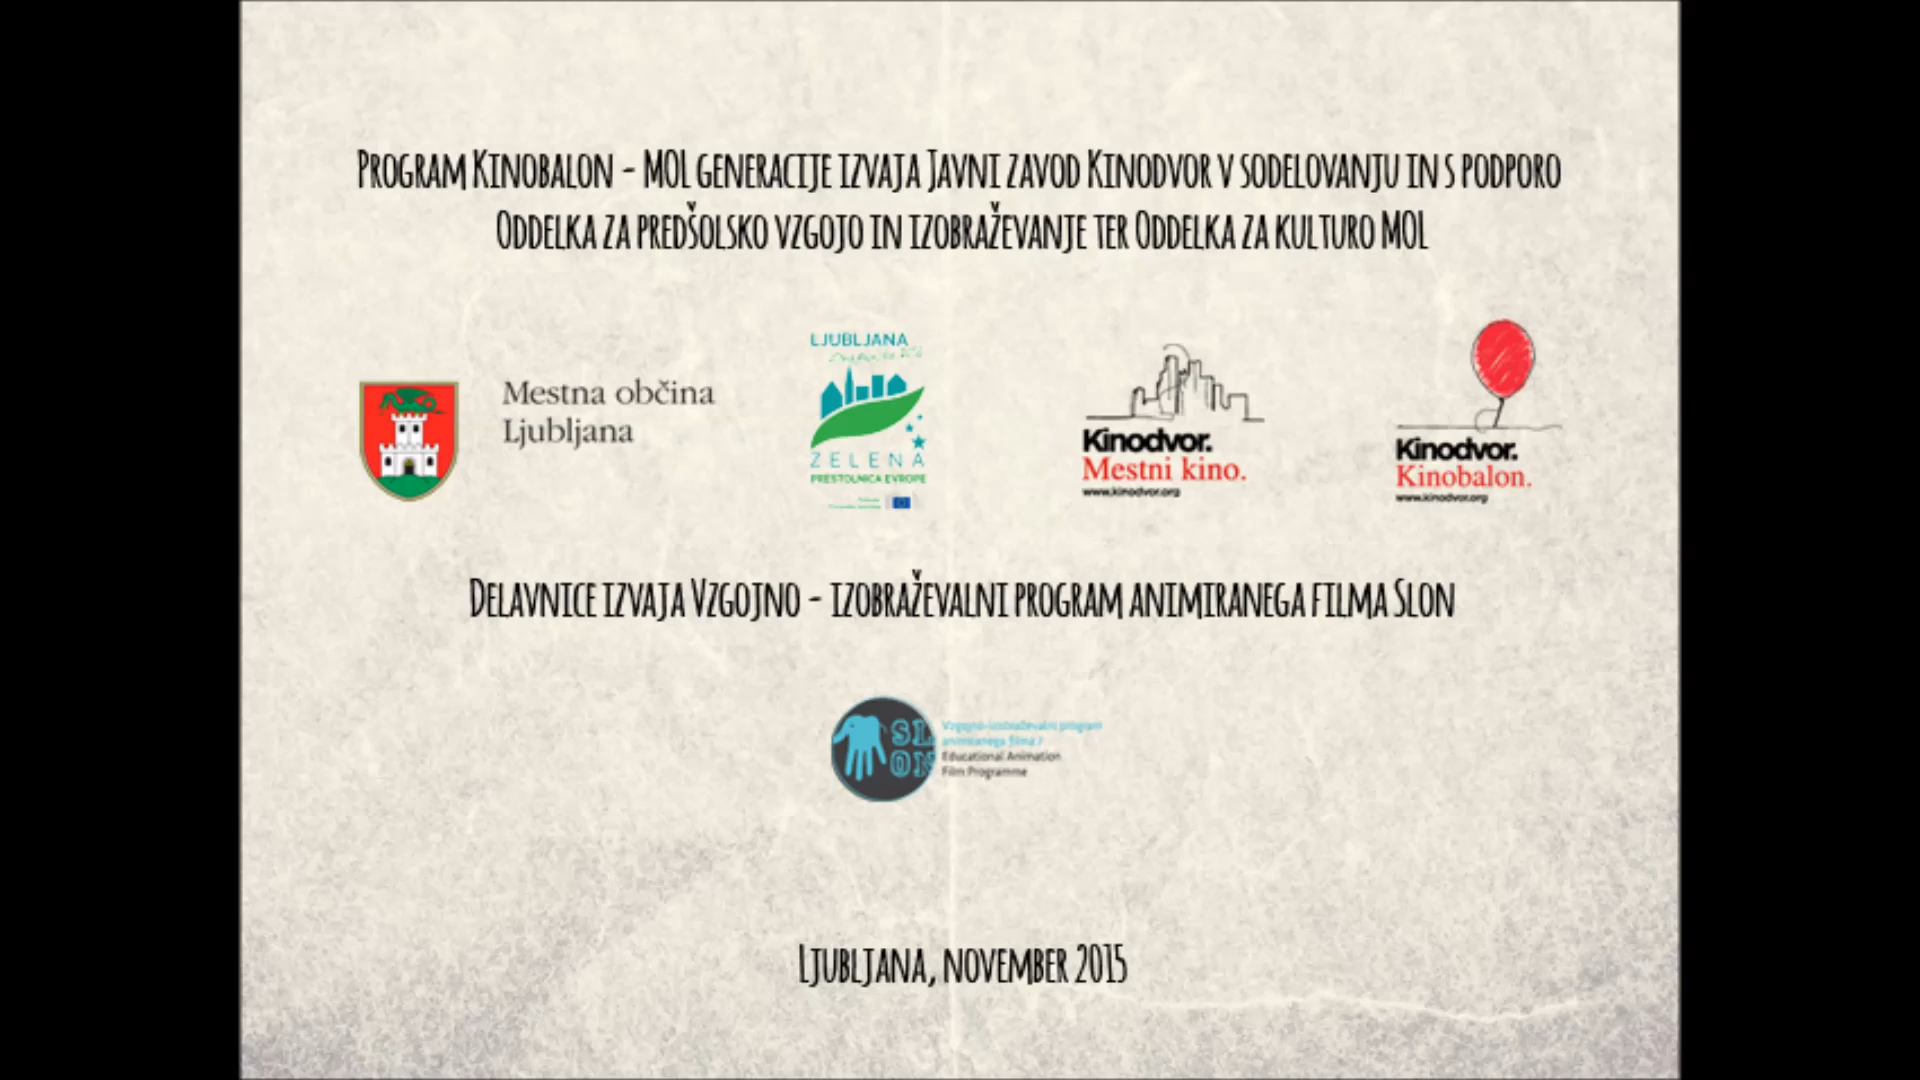 Program Kinobalon - MOL generacije izvaja Javni zavod Kinodvor v sodelovanju in s podporo
Oddelka za predšolsko vzgojo in izobraževanje ter Oddelka za kulturo MOL
Mestna občina
Ljubljana
LJUBLJANA
ZELENA
PRESTOLNICA EVROPE
Kinodvor.
Mestni kino.
www.kinodvor.org
Kinodvor.
Kinobalon.
www.kinodvor.org
Delavnice izvaja Vzgojno - izobraževalni program animiranega filma Slon
SL
ON
Vzgojno-izobraževalni program
animiranega filma /
Educational Animation
Film Programme
Ljubljana, november 2015